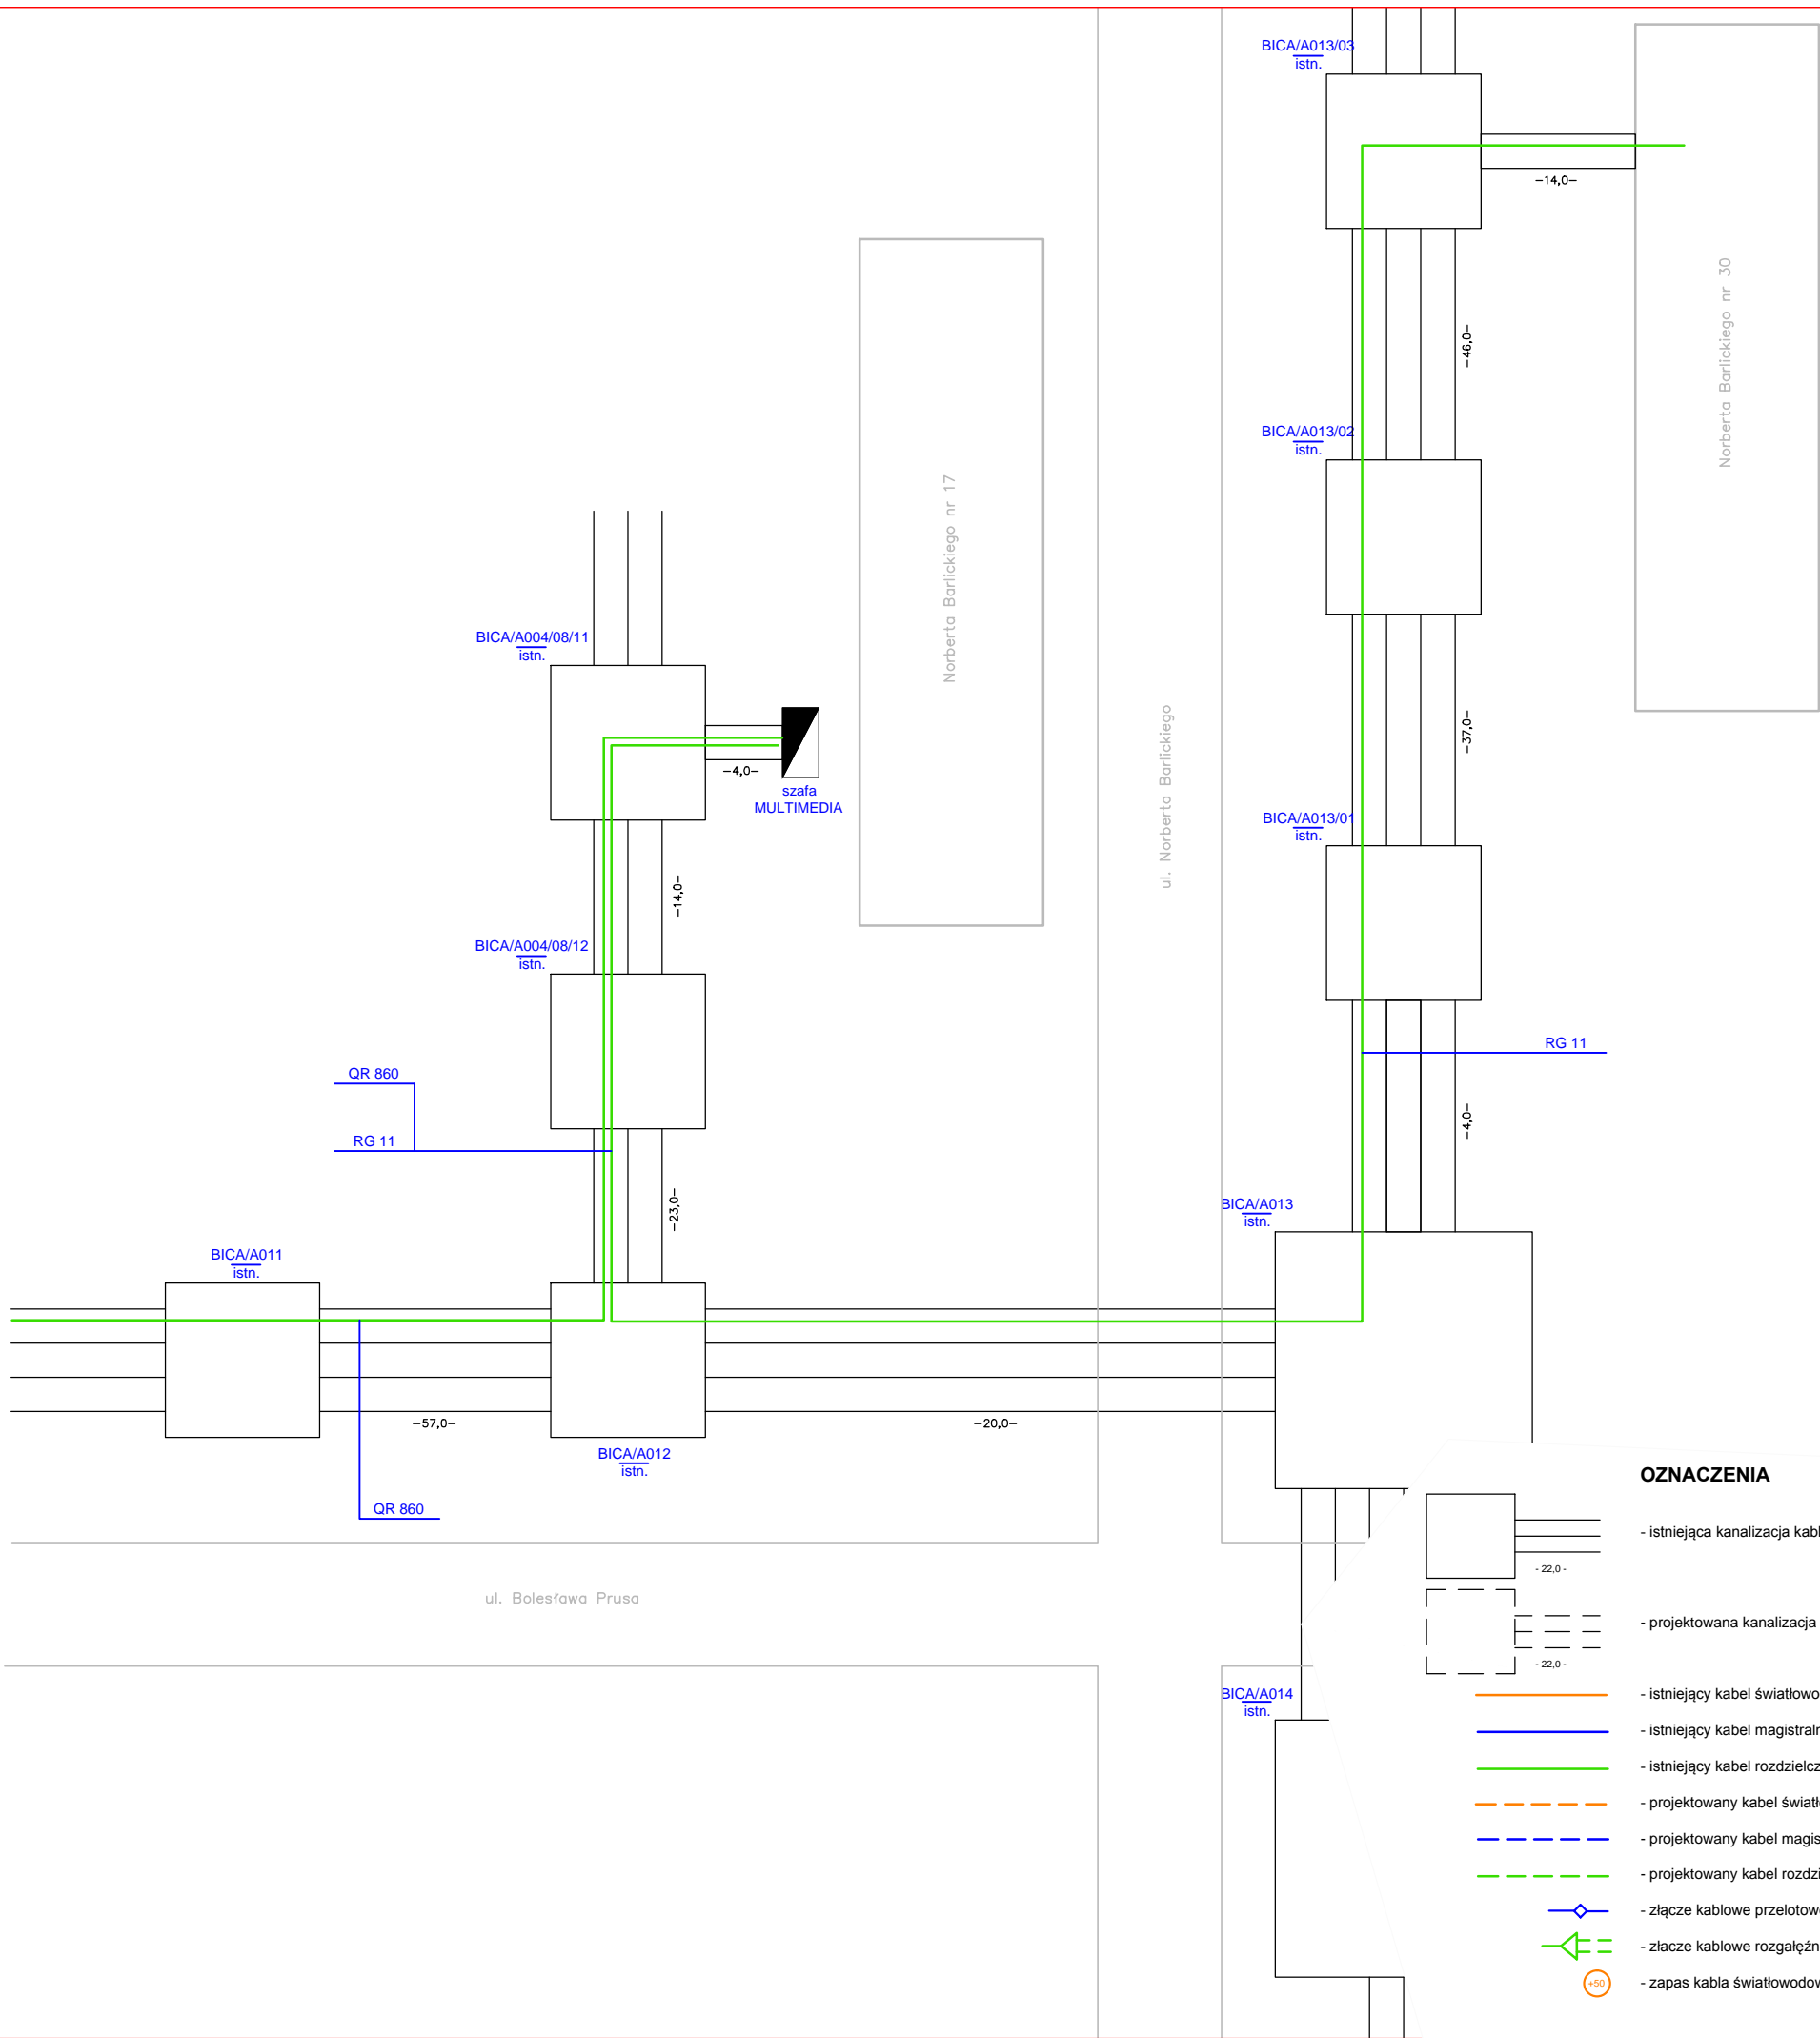 BICA/A013/03
istn.
-14,0-
Norberta Barlickiego nr 30
-46,0-
BICA/A013/02
istn.
Norberta Barlickiego nr 17
BICA/A004/08/11
istn.
-4,0-
szafa
MULTIMEDIA
ul. Norberta Barlickiego
-37,0-
BICA/A013/01
istn.
-14,0-
BICA/A004/08/12
istn.
QR 860
RG 11
RG 11
-4,0-
-23,0-
BICA/A013
istn.
BICA/A011
istn.
-57,0-
-20,0-
BICA/A012
istn.
QR 860
ul. Bolesława Prusa
BICA/A014
istn.
OZNACZENIA
- istniejąca kanalizacja kabl
- 22,0 -
- projektowana kanalizacja
- 22,0 -
- istniejący kabel światłowo
- istniejący kabel magistraln
- istniejący kabel rozdzielcz
- projektowany kabel światł
- projektowany kabel magis
- projektowany kabel rozdzi
- złącze kablowe przelotow
- złacze kablowe rozgałęźn
+50
- zapas kabla światłowodow